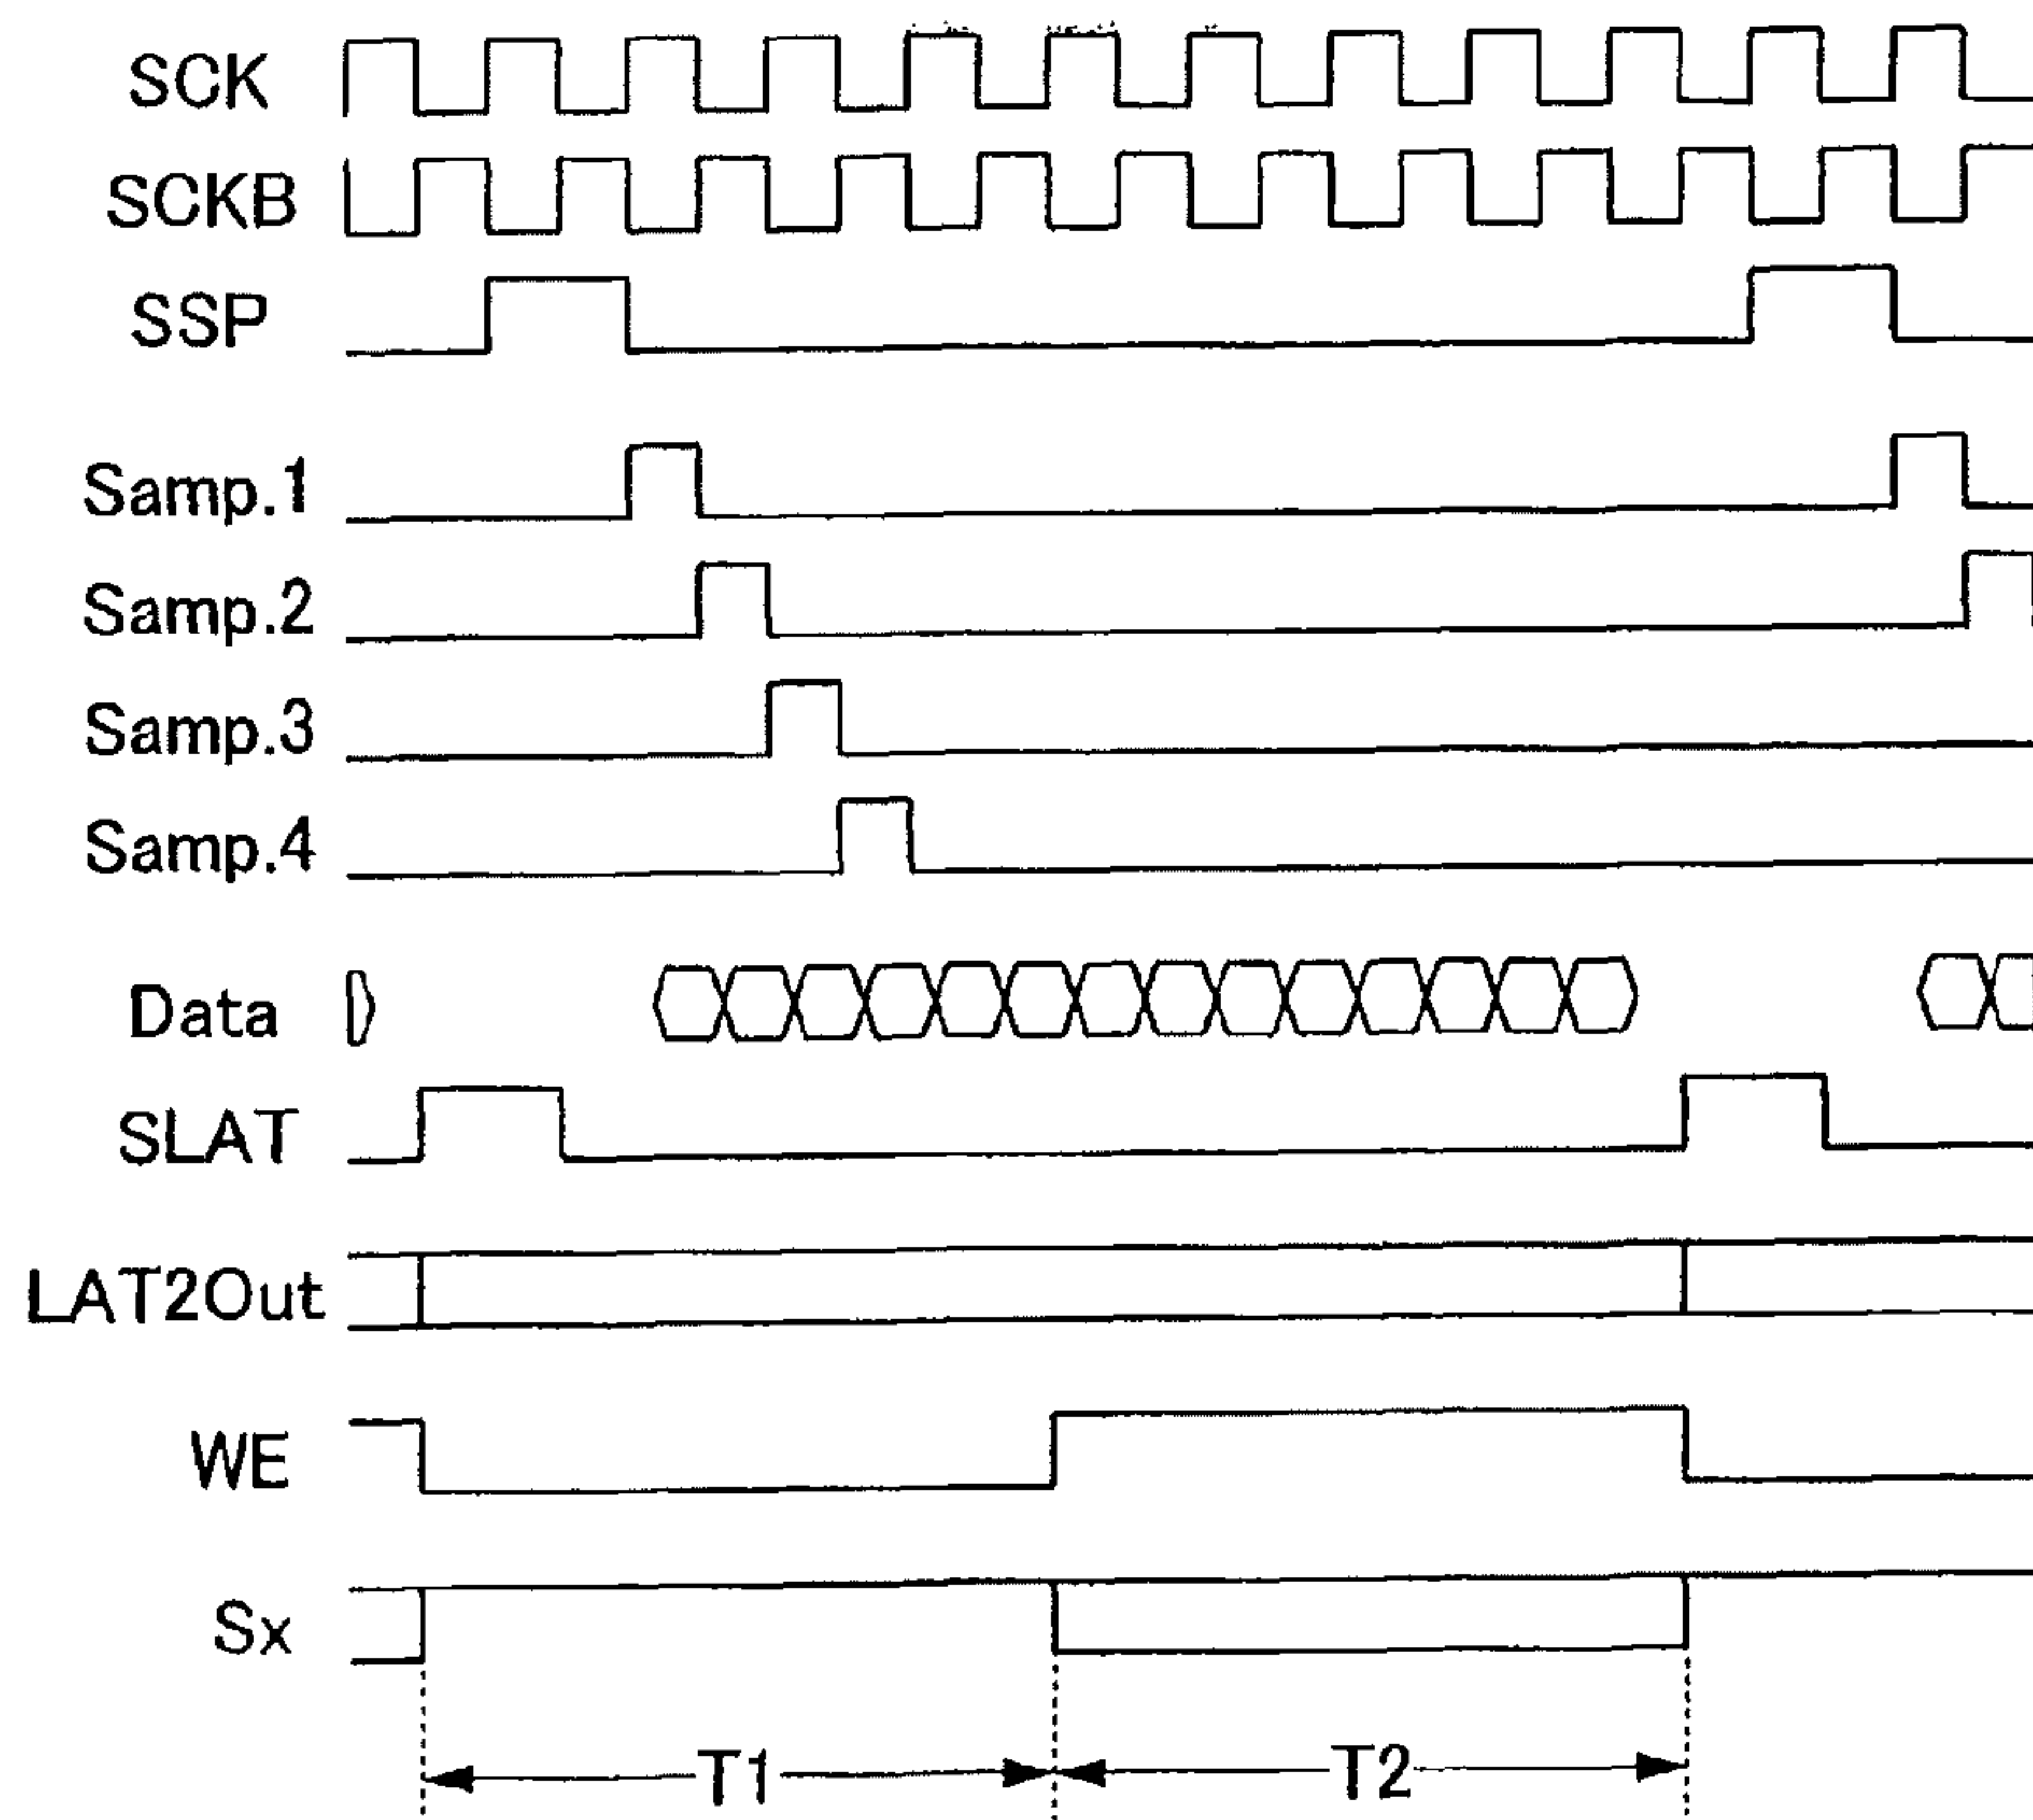 SCK
SCKB
SSP
Samp.1
Samp.2
Samp.3
Samp.4
Data
SLAT
LAT2Out
WE
Sx
T1 T2